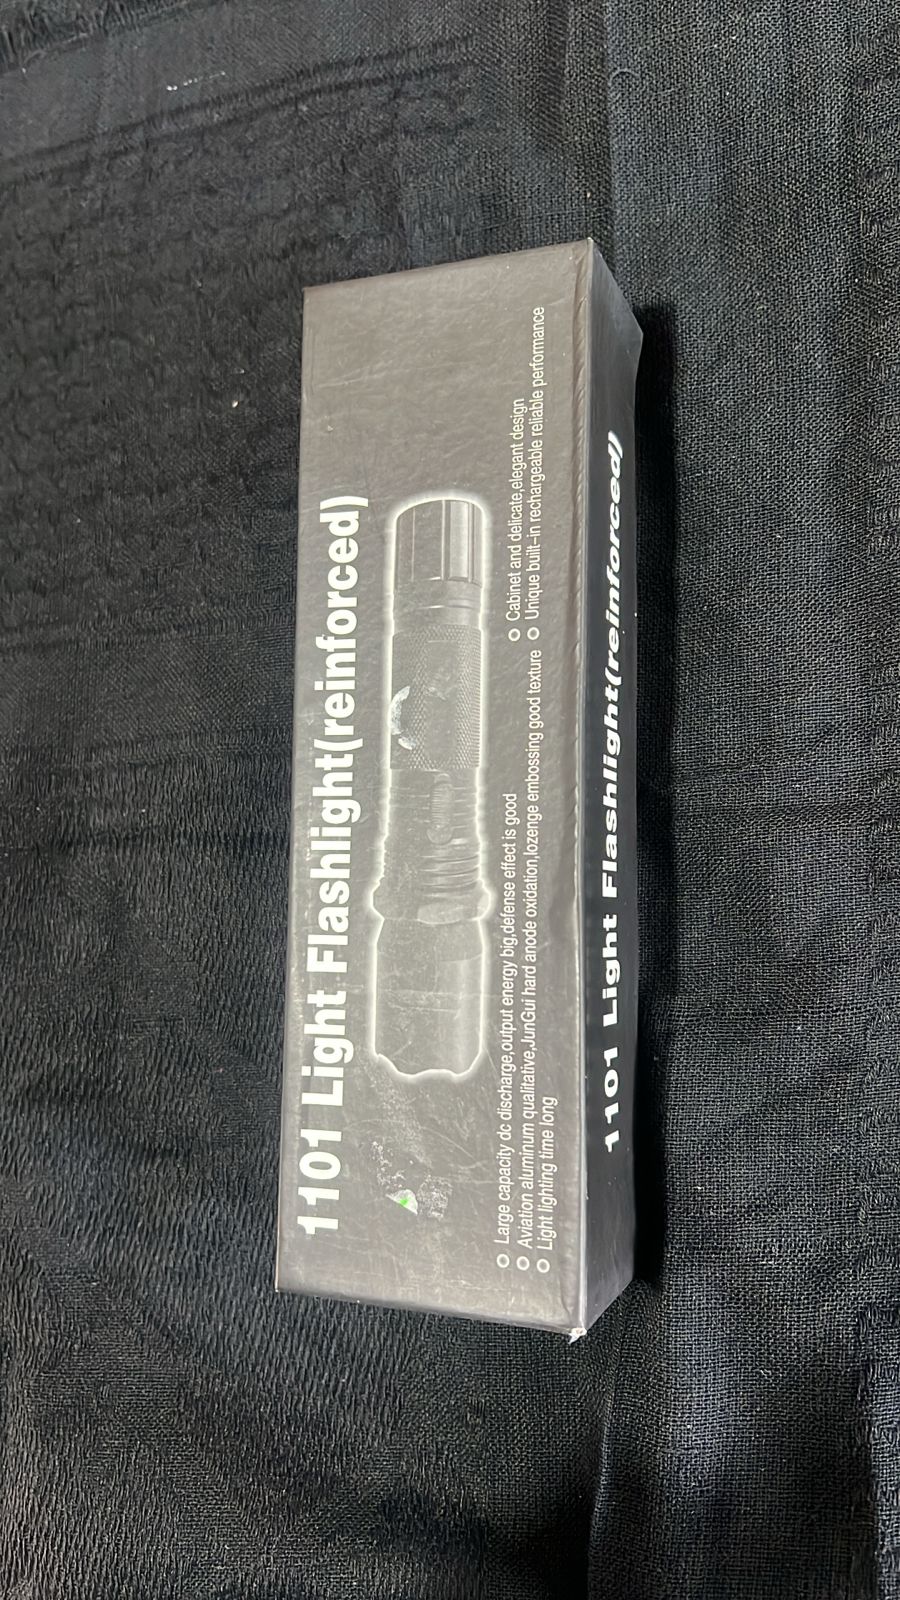 1101 Light Flashlight(reinforced)
Large capacity dc discharge,output energy big,defense effect is good
Aviation aluminum qualitative,JunGui hard anode oxidation,lozenge embossing good texture
Light lighting time long
Cabinet and delicate,elegant design
Unique built-in rechargeable reliable performance
1101 Light Flashlight(reinforced)